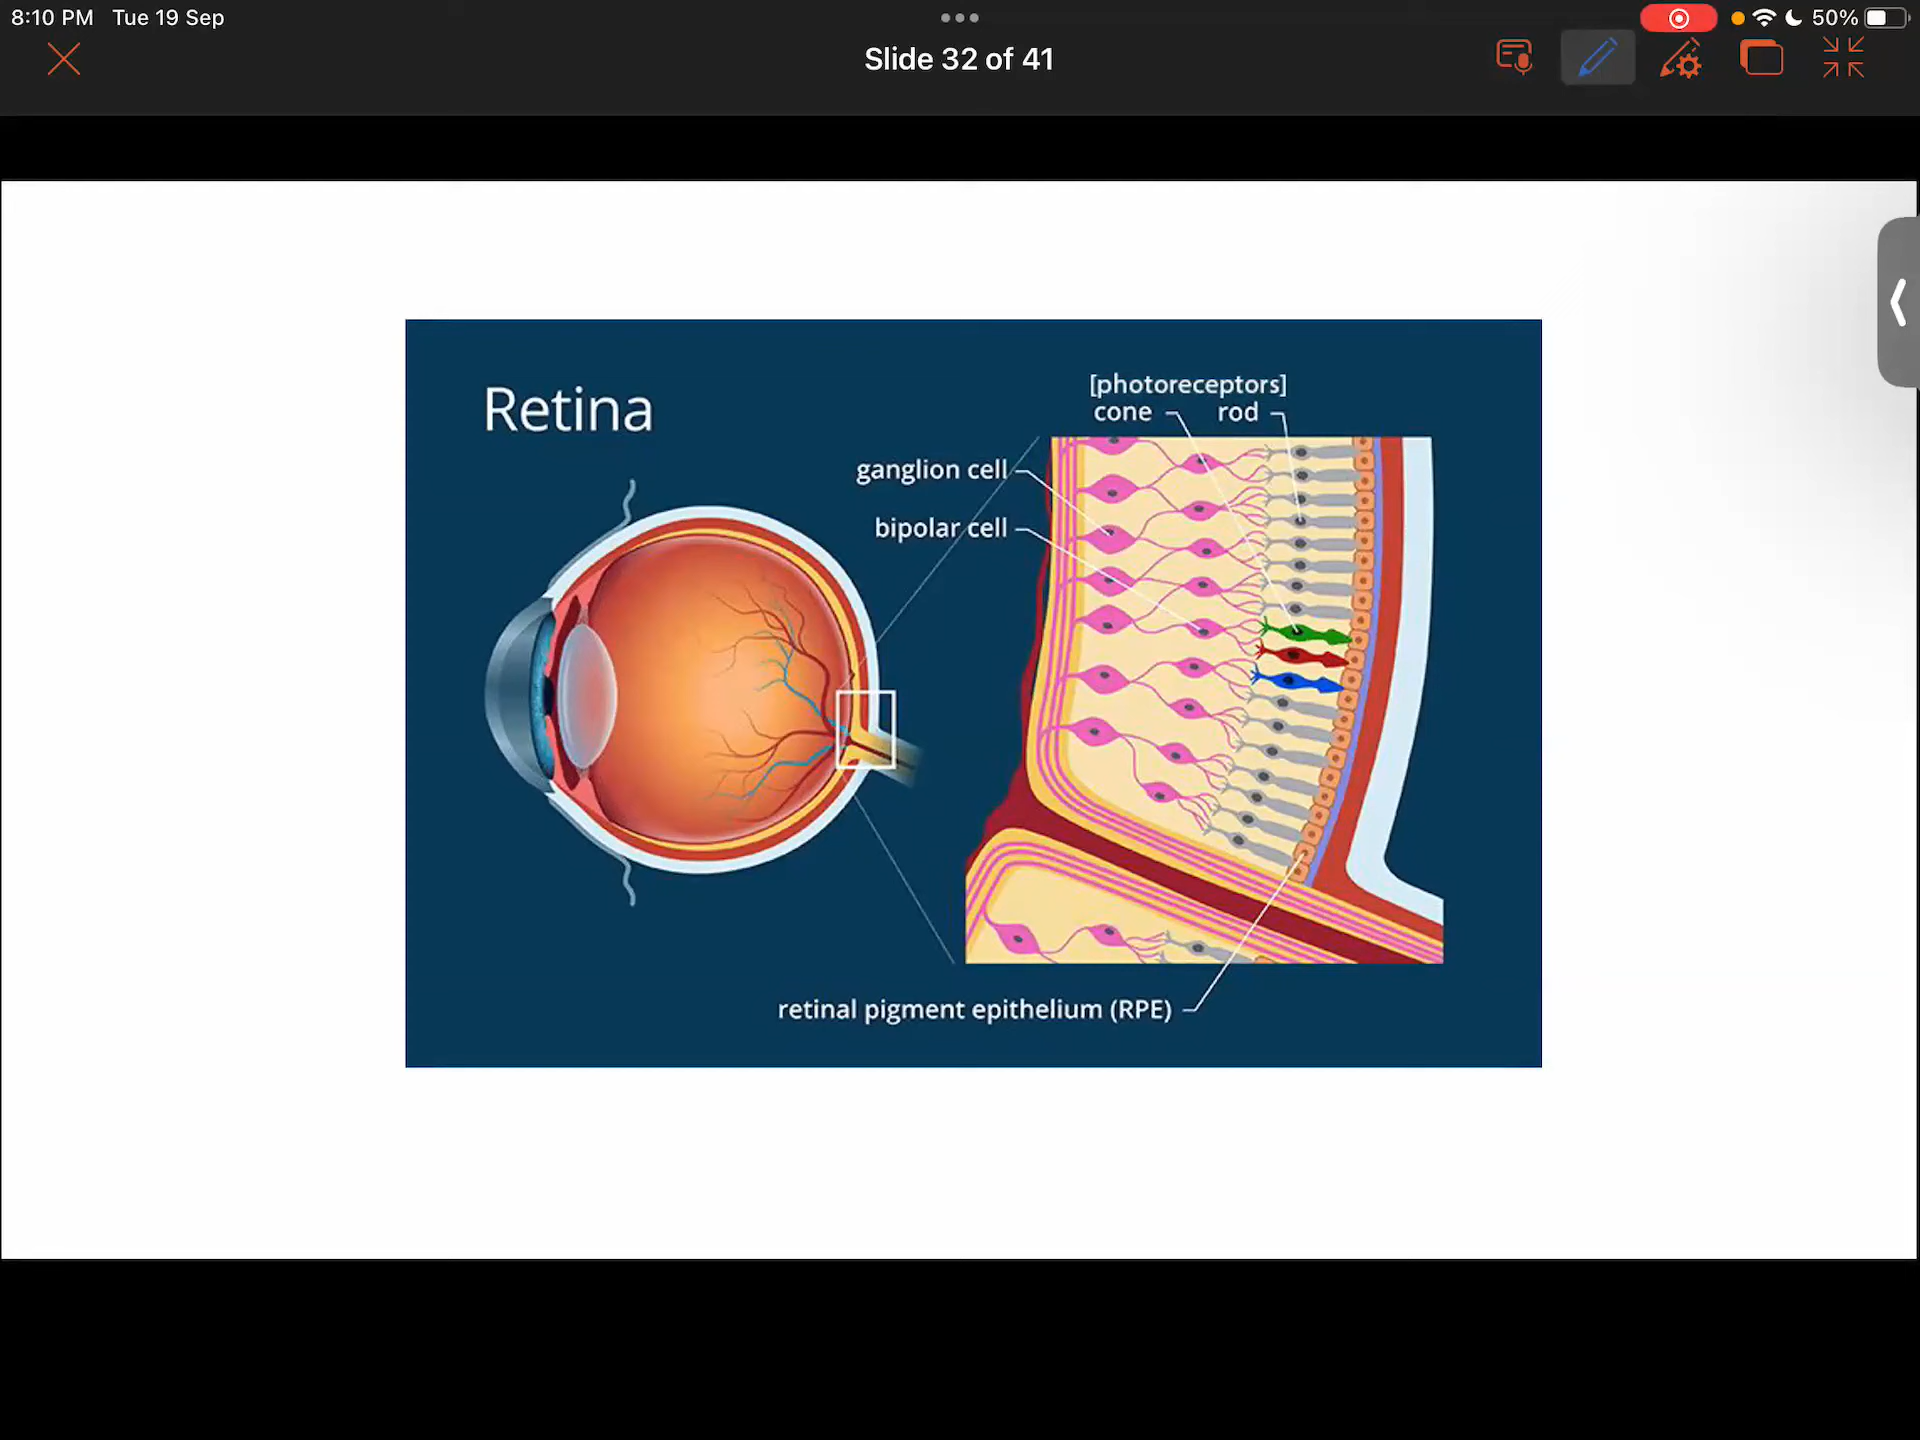 8:10 PM Tue 19 Sep
50%
Slide 32 of 41
Retina
[photoreceptors]
cone rod
ganglion cell
bipolar cell
retinal pigment epithelium (RPE)